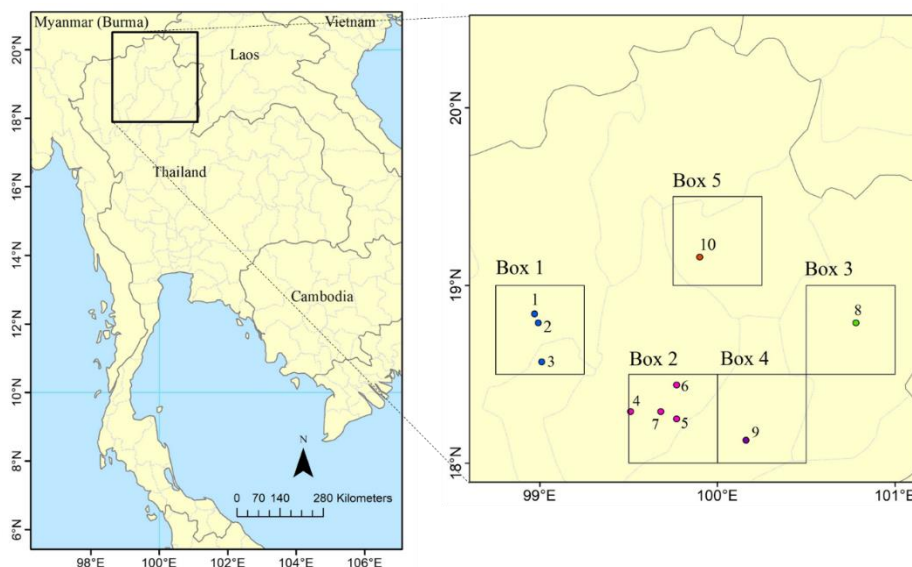 Myanmar (Burma)
Vietnam
20°N
Laos
18°N
Thailand
16°N
14°N
Cambodia
12°N
10°N
N
8°N
0 70 140 280 Kilometers
6°N
98°E 100°E 102°E 104°E 106°E
20°N
Box 5
10
19°N
Box 1
Box 3
1
2
8
3
Box 2 Box 4
6
4
7 5
9
18°N
99°E 100°E 101°E